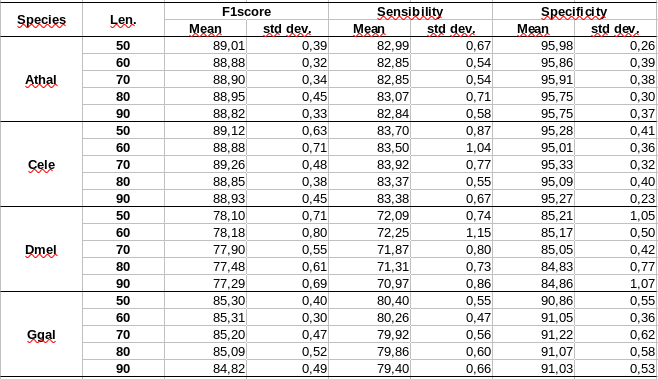 Species Len. F1score Sensibility Specificity
Mean std dev. Mean std dev. Mean std dev.
Athal 50 89,01 0,39 82,99 0,67 95,98 0,26
60 88,88 0,32 82,85 0,54 95,86 0,39
70 88,90 0,34 82,85 0,54 95,91 0,38
80 88,95 0,45 83,07 0,71 95,75 0,30
90 88,82 0,33 82,84 0,58 95,75 0,37
Cele 50 89,12 0,63 83,70 0,87 95,28 0,41
60 88,88 0,71 83,50 1,04 95,01 0,36
70 89,26 0,48 83,92 0,77 95,33 0,32
80 88,85 0,38 83,37 0,55 95,09 0,40
90 88,93 0,45 83,38 0,67 95,27 0,23
Dmel 50 78,10 0,71 72,09 0,74 85,21 1,05
60 78,18 0,80 72,25 1,15 85,17 0,50
70 77,90 0,55 71,87 0,80 85,05 0,42
80 77,48 0,61 71,31 0,73 84,83 0,77
90 77,29 0,69 70,97 0,86 84,86 1,07
Ggal 50 85,30 0,40 80,40 0,55 90,86 0,55
60 85,31 0,30 80,26 0,47 91,05 0,36
70 85,20 0,47 79,92 0,56 91,22 0,62
80 85,09 0,52 79,86 0,60 91,07 0,58
90 84,82 0,49 79,40 0,66 91,03 0,53